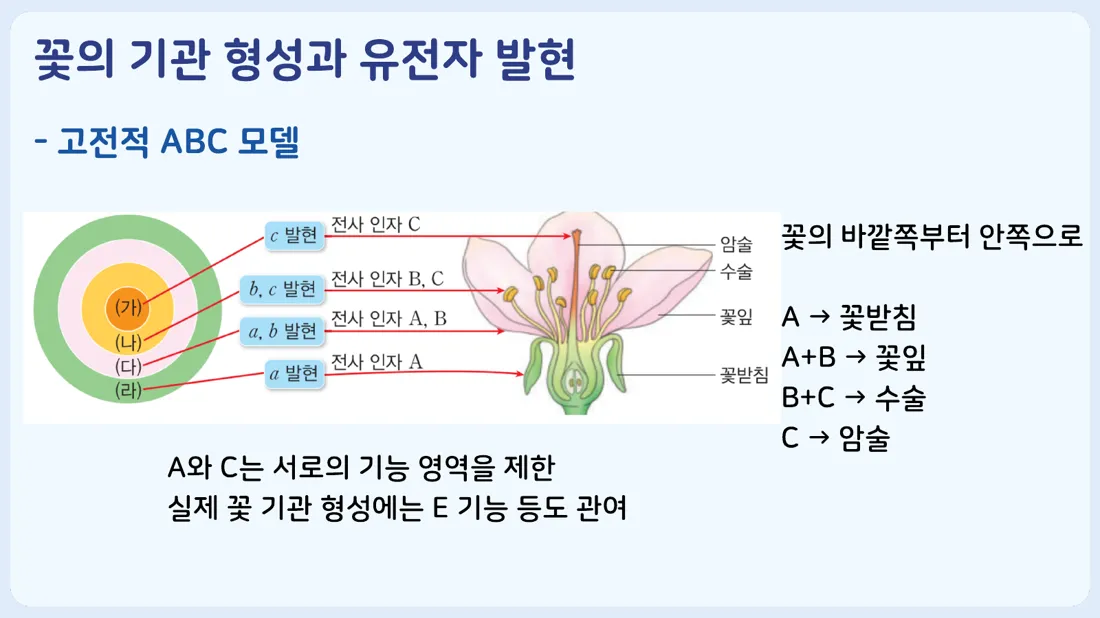 꽃의 기관 형성과 유전자 발현
- 고전적 ABC 모델
(가)
(나)
(다)
(라)
c 발현
전사 인자 C
b, c 발현
전사 인자 B, C
a, b 발현
전사 인자 A, B
a 발현
전사 인자 A
암술
수술
꽃잎
꽃받침
꽃의 바깥쪽부터 안쪽으로
A → 꽃받침
A+B → 꽃잎
B+C → 수술
C → 암술
A와 C는 서로의 기능 영역을 제한
실제 꽃 기관 형성에는 E 기능 등도 관여